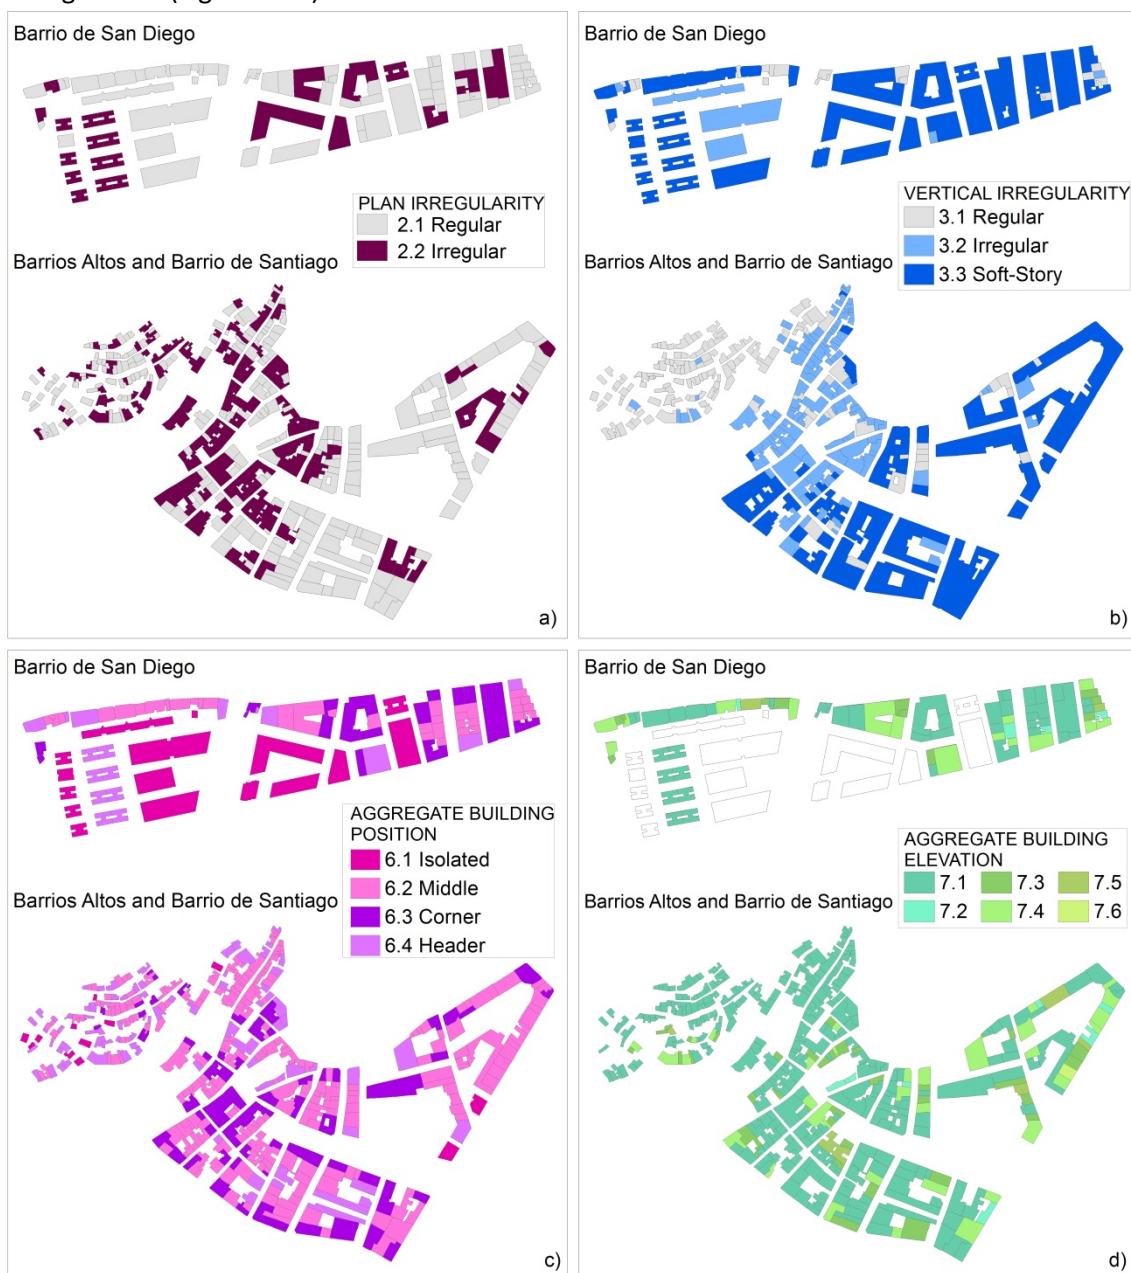 Barrio de San Diego
PLAN IRREGULARITY
2.1 Regular
2.2 Irregular
Barrios Altos and Barrio de Santiago
a)
Barrio de San Diego
VERTICAL IRREGULARITY
3.1 Regular
3.2 Irregular
3.3 Soft-Story
Barrios Altos and Barrio de Santiago
b)
Barrio de San Diego
AGGREGATE BUILDING
POSITION
6.1 Isolated
6.2 Middle
6.3 Corner
6.4 Header
Barrios Altos and Barrio de Santiago
c)
Barrio de San Diego
AGGREGATE BUILDING
ELEVATION
7.1 7.3 7.5
7.2 7.4 7.6
Barrios Altos and Barrio de Santiago
d)